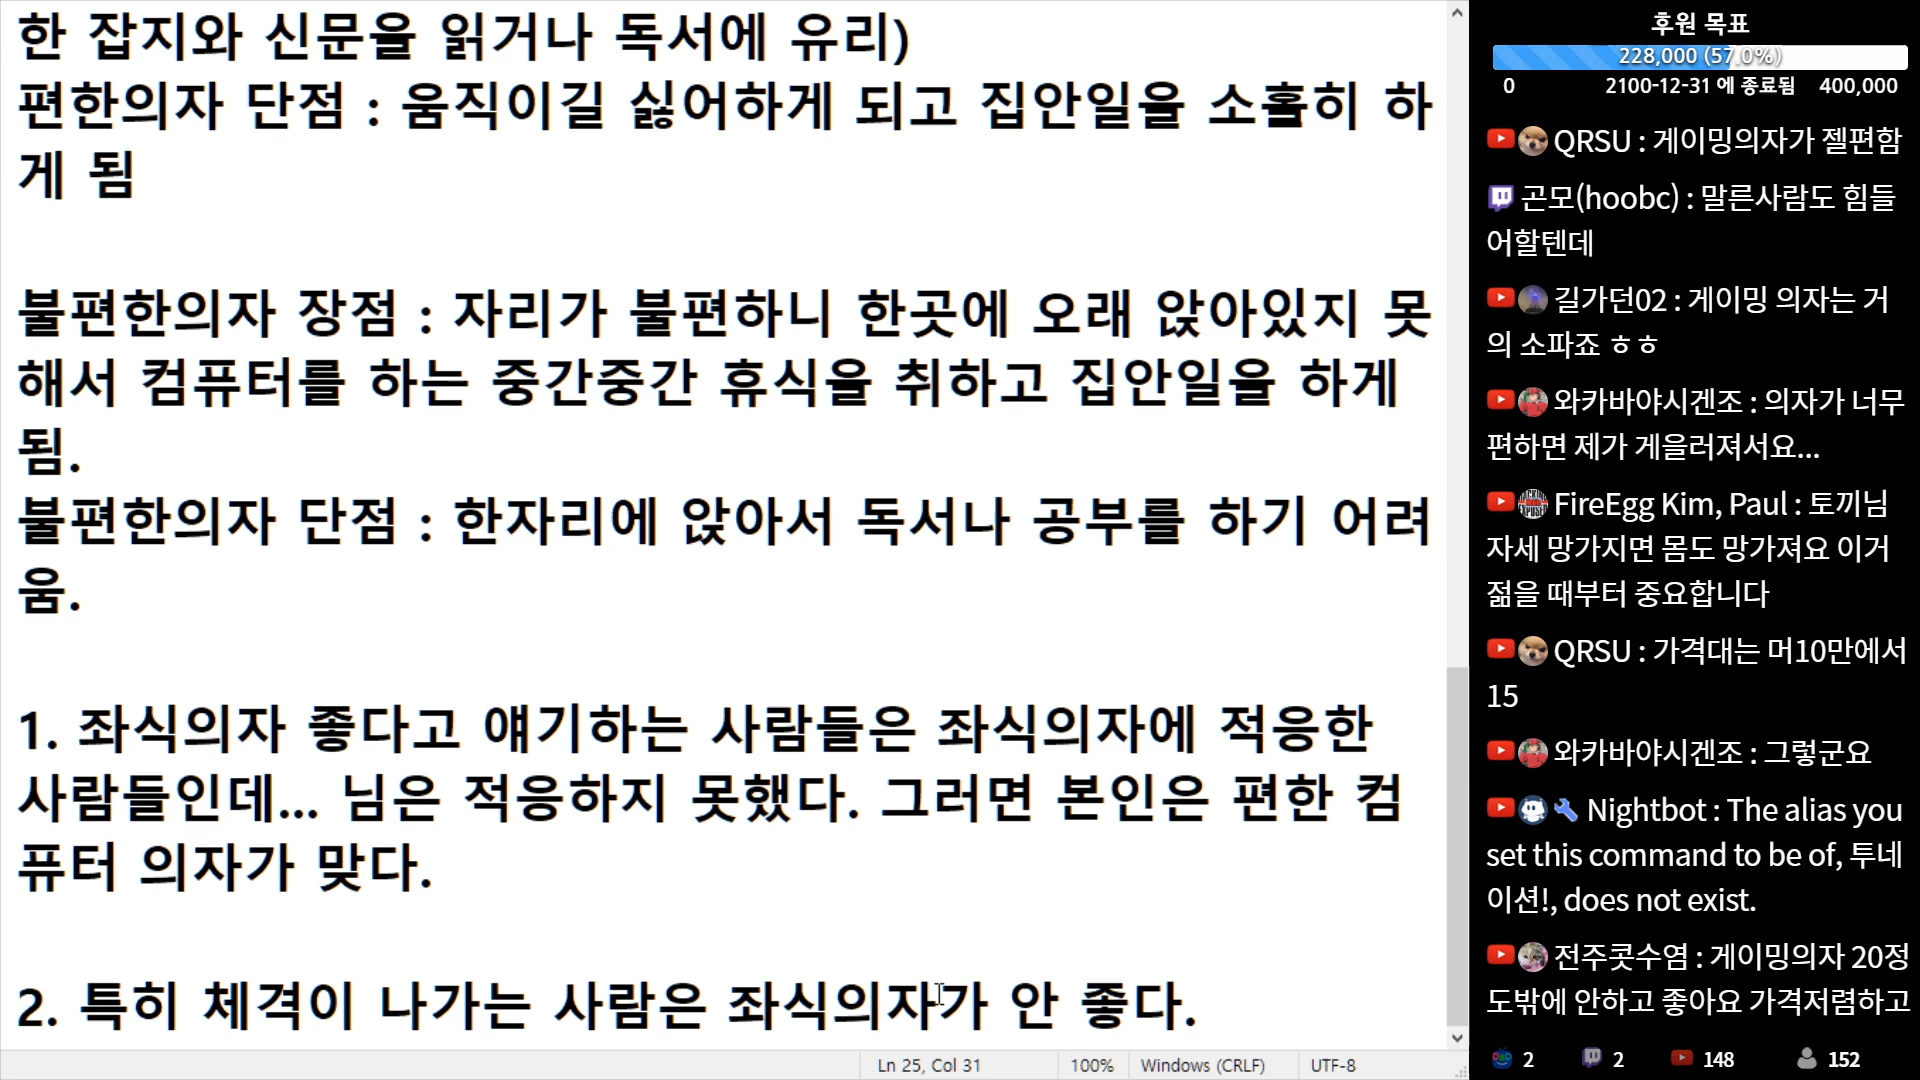 한 잡지와 신문을 읽거나 독서에 유리)
편한의자 단점 : 움직이길 싫어하게 되고 집안일을 소홀히 하
게 됨
불편한의자 장점 : 자리가 불편하니 한곳에 오래 앉아있지 못
해서 컴퓨터를 하는 중간중간 휴식을 취하고 집안일을 하게
됨.
불편한의자 단점 : 한자리에 앉아서 독서나 공부를 하기 어려
움.
1. 좌식의자 좋다고 얘기하는 사람들은 좌식의자에 적응한
사람들인데... 님은 적응하지 못했다. 그러면 본인은 편한 컴
퓨터 의자가 맞다.
2. 특히 체격이 나가는 사람은 좌식의자가 안 좋다.
Ln 25, Col 31
100%
Windows (CRLF)
UTF-8
후원 목표
228,000 (57.0%)
0 2100-12-31 에 종료됨 400,000
QRSU : 게이밍의자가 젤편함
곤모(hoobc) : 말른사람도 힘들
어할텐데
길가던02 : 게이밍 의자는 거
의 소파죠 ㅎㅎ
와카바야시겐조 : 의자가 너무
편하면 제가 게을러져서요...
FireEgg Kim, Paul : 토끼님
자세 망가지면 몸도 망가져요 이거
젊을 때부터 중요합니다
QRSU : 가격대는 머10만에서
15
와카바야시겐조 : 그렇군요
Nightbot : The alias you
set this command to be of, 투네
이션!, does not exist.
전주콧수염 : 게이밍의자 20정
도밖에 안하고 좋아요 가격저렴하고
2
2
148
152